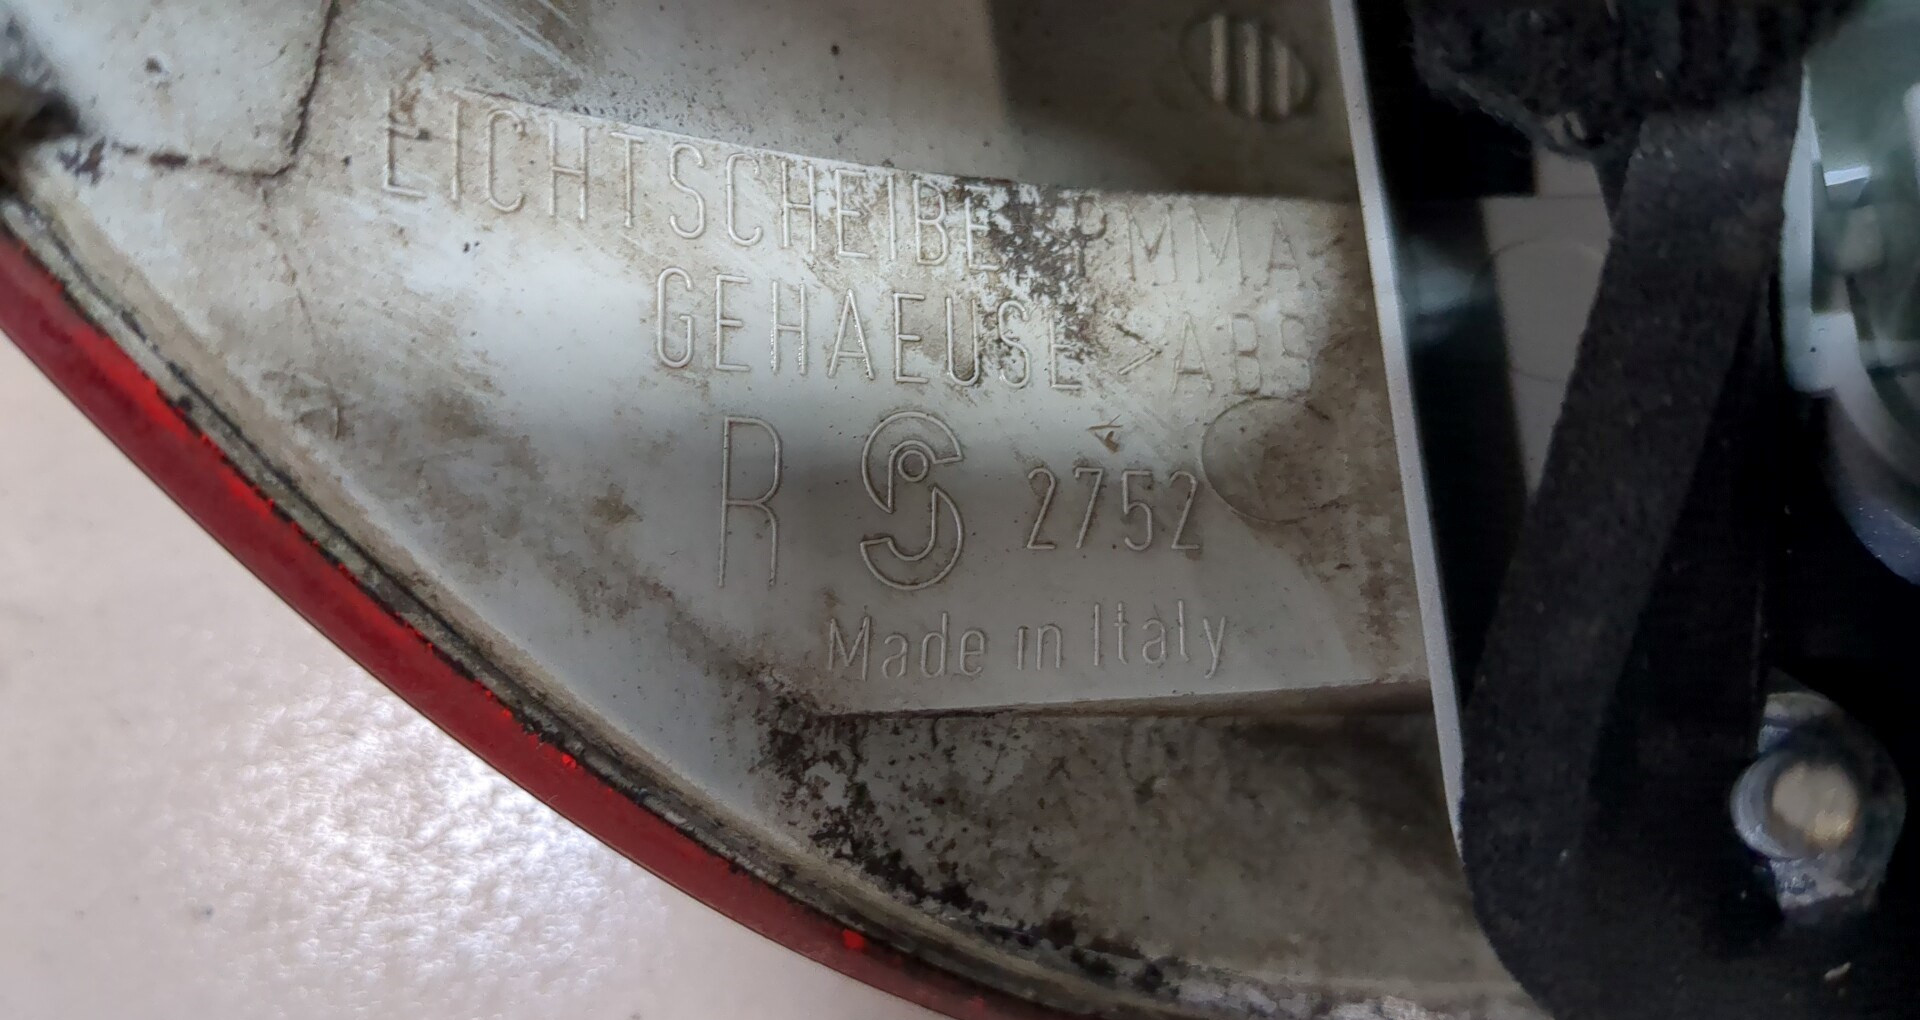 LICHTSCHEIBE >PMMA<
GEHAEUSE >ABS<
R S 2752
Made in Italy